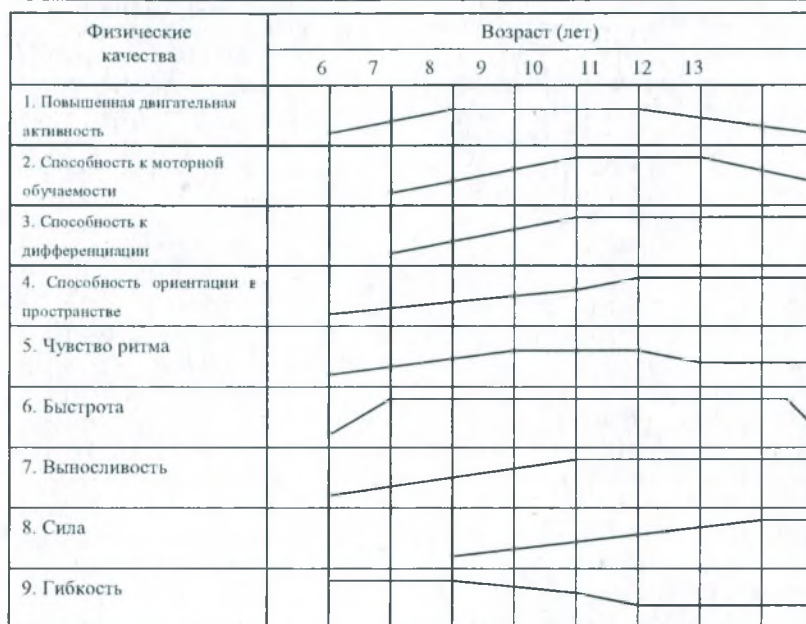 Физические
качества
Возраст (лет)
6 7 8 9 10 11 12 13
1. Повышенная двигательная
активность
2. Способность к моторной
обучаемости
3. Способность к
дифференциации
4. Способность ориентации в
пространстве
5. Чувство ритма
6. Быстрота
7. Выносливость
8. Сила
9. Гибкость